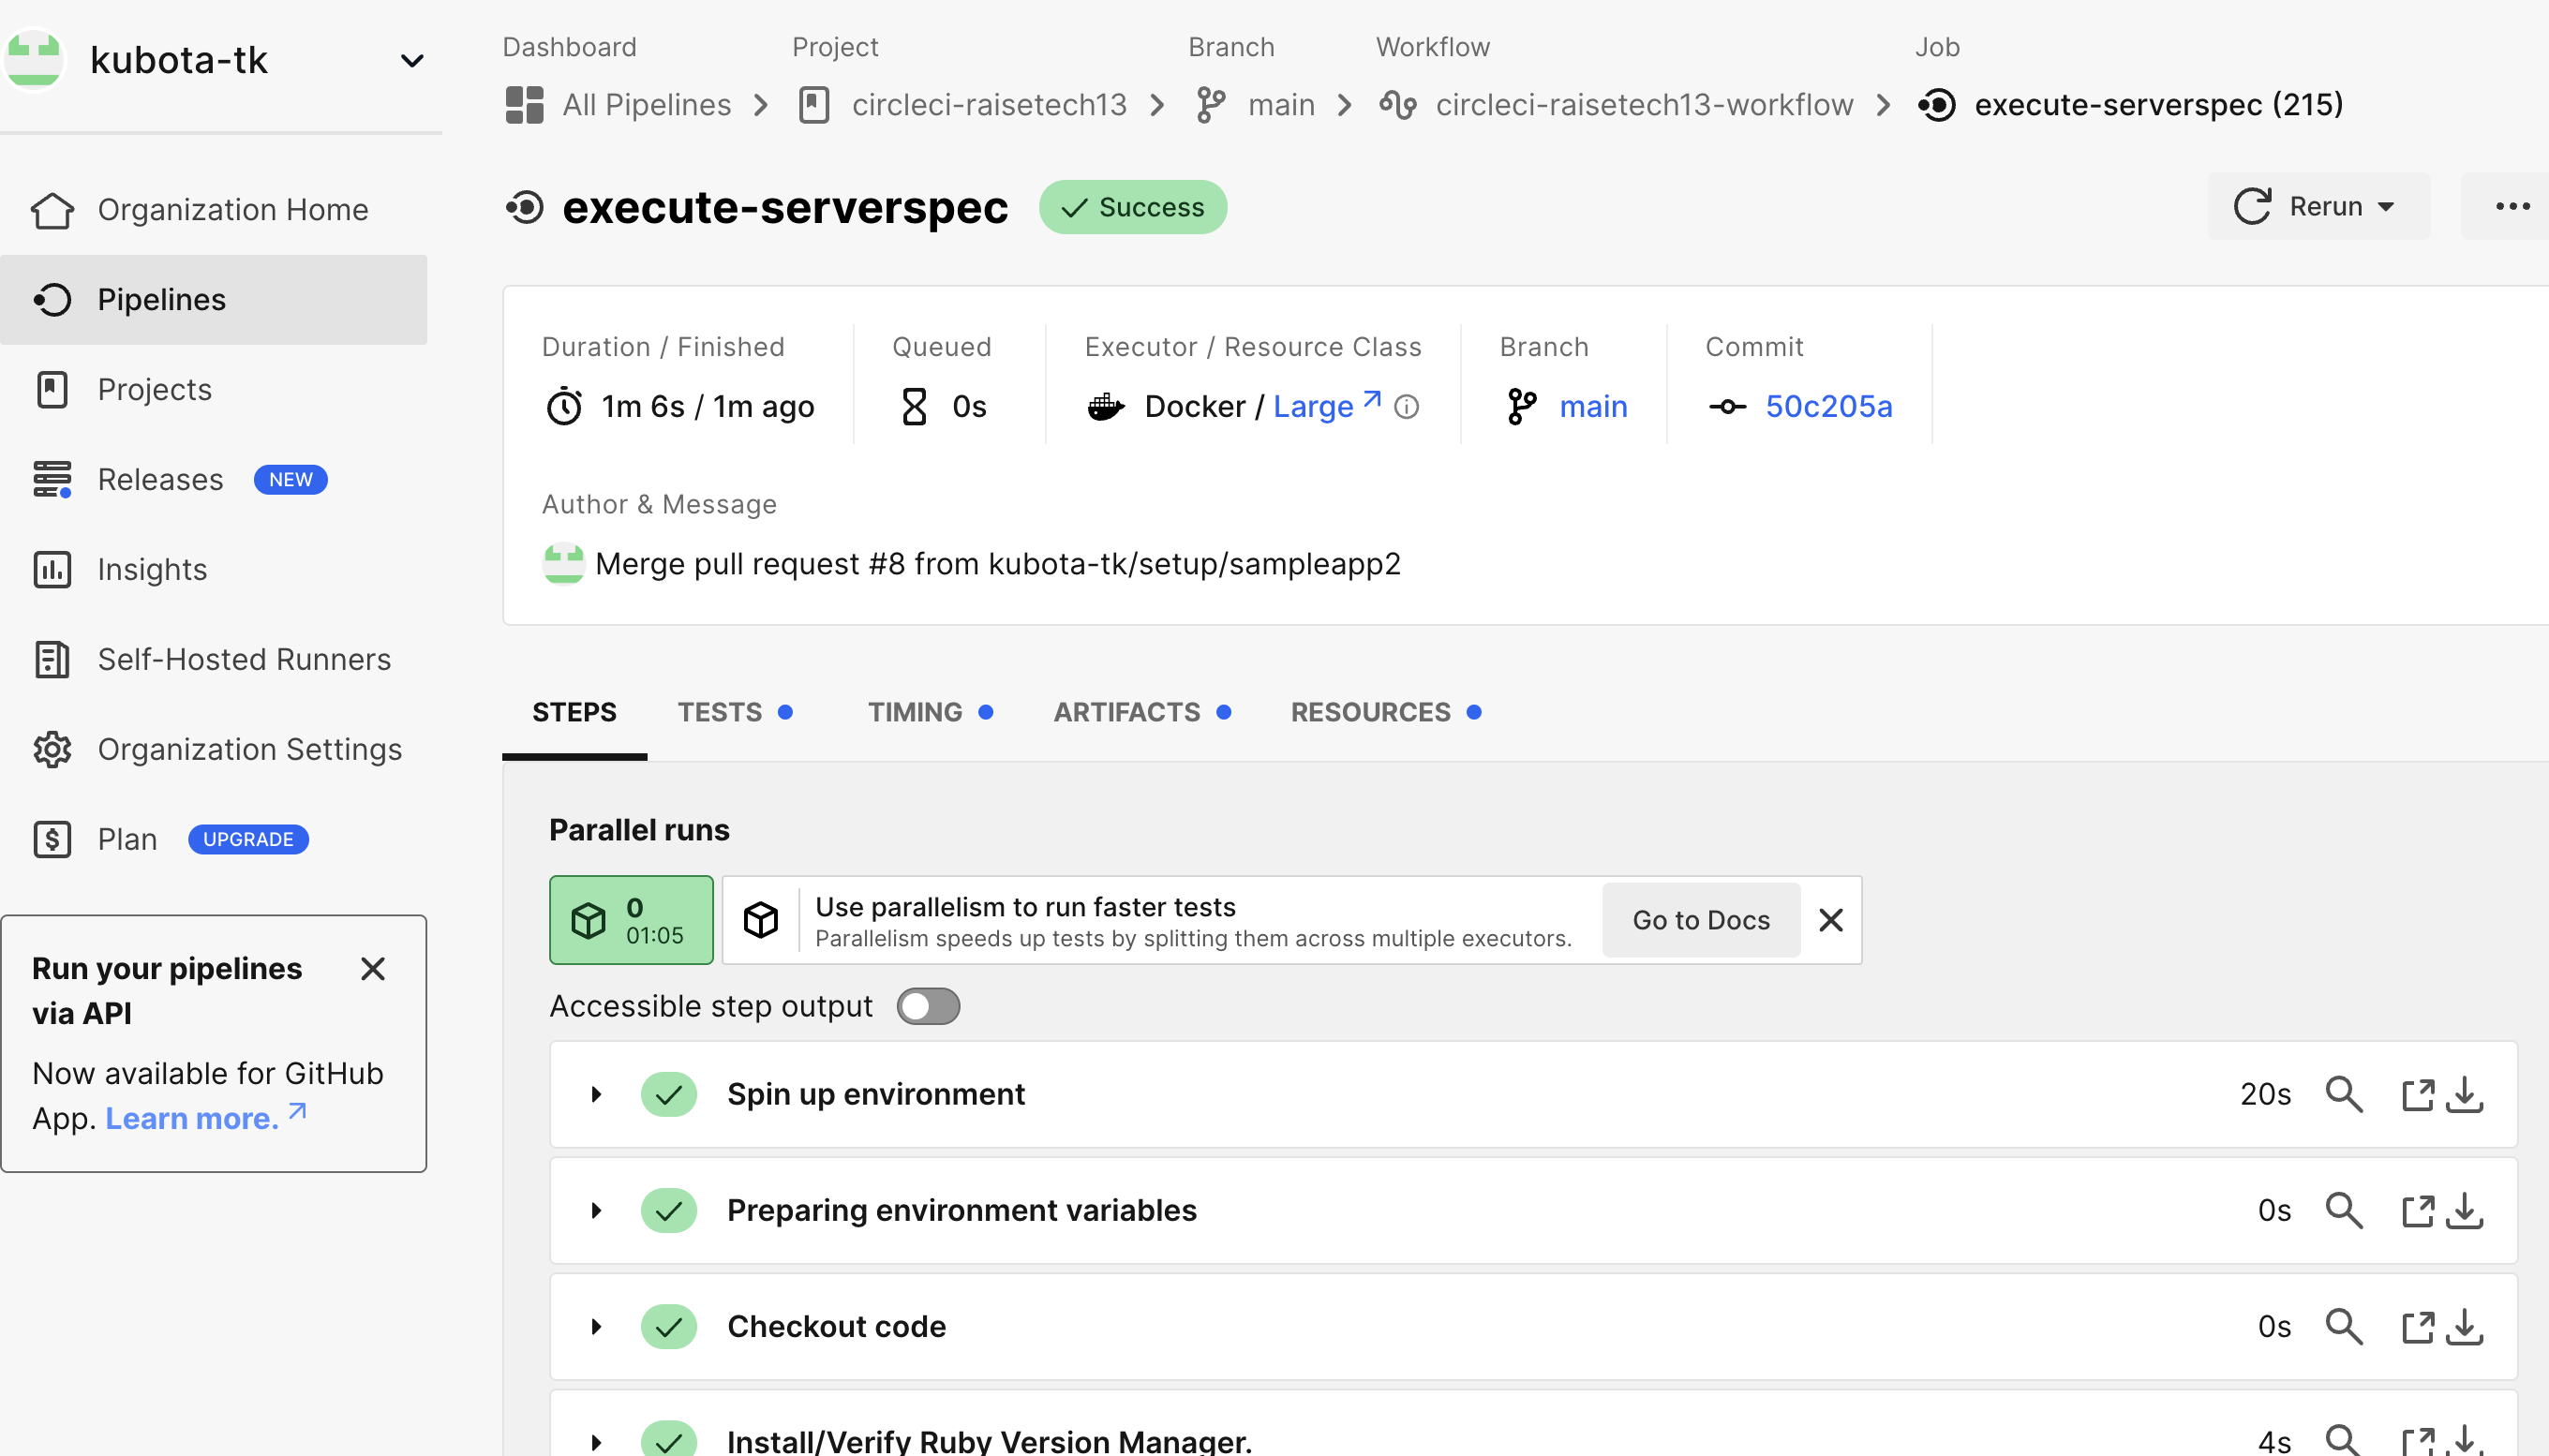 kubota-tk
Organization Home
Pipelines
Projects
Releases NEW
Insights
Self-Hosted Runners
Organization Settings
Plan UPGRADE
Run your pipelines
via API
Now available for GitHub
App. Learn more.
Dashboard Project Branch Workflow Job
All Pipelines circleci-raisetech13 main circleci-raisetech13-workflow execute-serverspec (215)
execute-serverspec Success Rerun
Duration / Finished Queued Executor / Resource Class Branch Commit
1m 6s / 1m ago 0s Docker / Large main 50c205a
Author & Message
Merge pull request #8 from kubota-tk/setup/sampleapp2
STEPS TESTS TIMING ARTIFACTS RESOURCES
Parallel runs
0
01:05
Use parallelism to run faster tests
Parallelism speeds up tests by splitting them across multiple executors.
Go to Docs
Accessible step output
Spin up environment 20s
Preparing environment variables 0s
Checkout code 0s
Install/Verify Ruby Version Manager. 4s